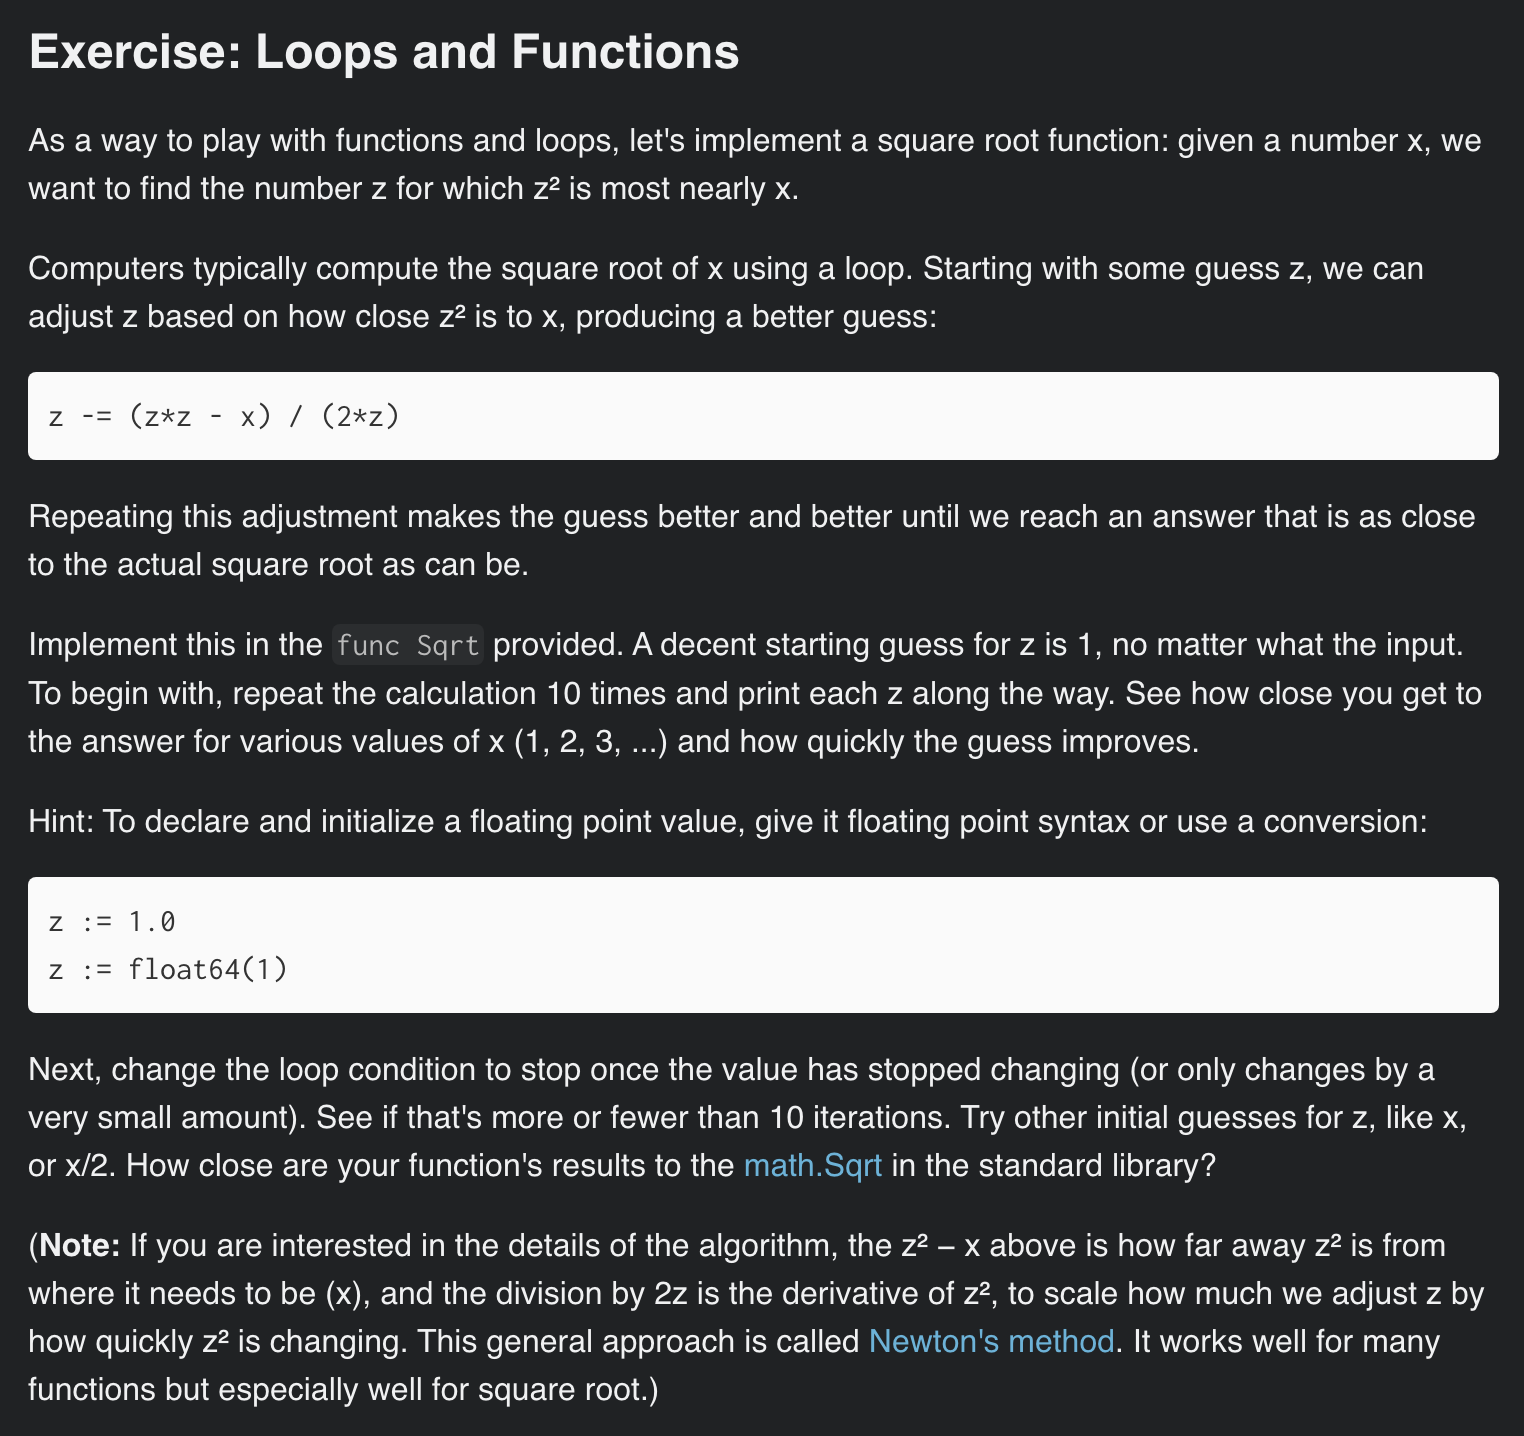 Exercise: Loops and Functions
As a way to play with functions and loops, let's implement a square root function: given a number x, we
want to find the number z for which z² is most nearly x.
Computers typically compute the square root of x using a loop. Starting with some guess z, we can
adjust z based on how close z² is to x, producing a better guess:
z -= (z*z - x) / (2*z)
Repeating this adjustment makes the guess better and better until we reach an answer that is as close
to the actual square root as can be.
Implement this in the func Sqrt provided. A decent starting guess for z is 1, no matter what the input.
To begin with, repeat the calculation 10 times and print each z along the way. See how close you get to
the answer for various values of x (1, 2, 3, ...) and how quickly the guess improves.
Hint: To declare and initialize a floating point value, give it floating point syntax or use a conversion:
z := 1.0
z := float64(1)
Next, change the loop condition to stop once the value has stopped changing (or only changes by a
very small amount). See if that's more or fewer than 10 iterations. Try other initial guesses for z, like x,
or x/2. How close are your function's results to the math.Sqrt in the standard library?
(Note: If you are interested in the details of the algorithm, the z² − x above is how far away z² is from
where it needs to be (x), and the division by 2z is the derivative of z², to scale how much we adjust z by
how quickly z² is changing. This general approach is called Newton's method. It works well for many
functions but especially well for square root.)